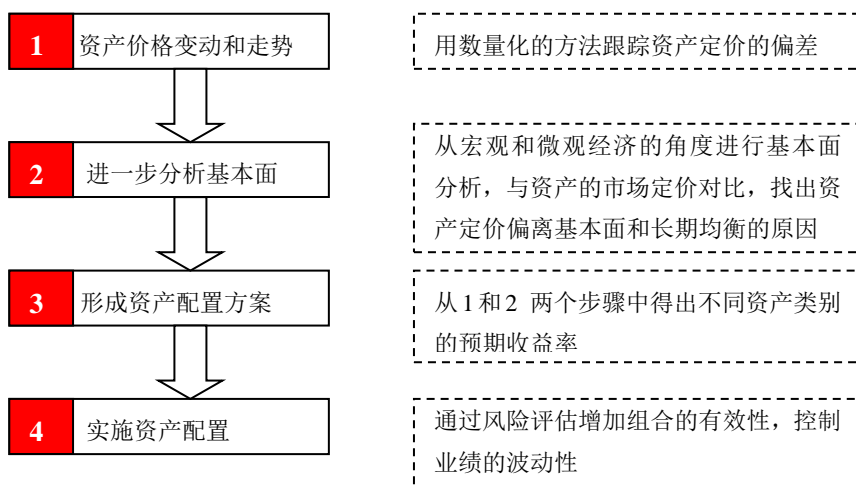 1 资产价格变动和走势
用数量化的方法跟踪资产定价的偏差
2 进一步分析基本面
从宏观和微观经济的角度进行基本面
分析，与资产的市场定价对比，找出资
产定价偏离基本面和长期均衡的原因
3 形成资产配置方案
从1和2 两个步骤中得出不同资产类别
的预期收益率
4 实施资产配置
通过风险评估增加组合的有效性，控制
业绩的波动性